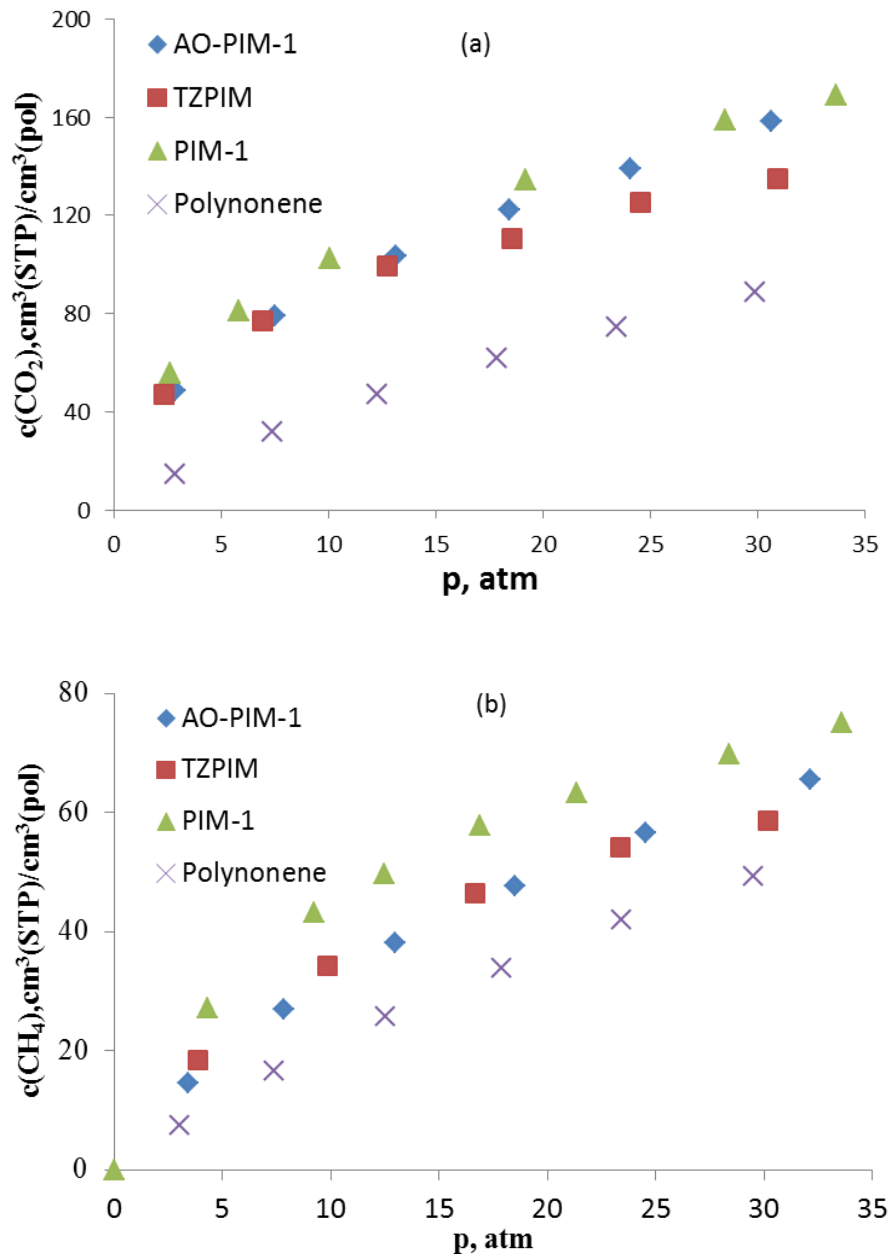 (a)
AO-PIM-1
TZPIM
PIM-1
Polynonene
200
160
120
80
40
0
c(CO₂),cm³(STP)/cm³(pol)
0 5 10 15 20 25 30 35
p, atm
(b)
AO-PIM-1
TZPIM
PIM-1
Polynonene
80
60
40
20
0
c(CH₄),cm³(STP)/cm³(pol)
0 5 10 15 20 25 30 35
p, atm